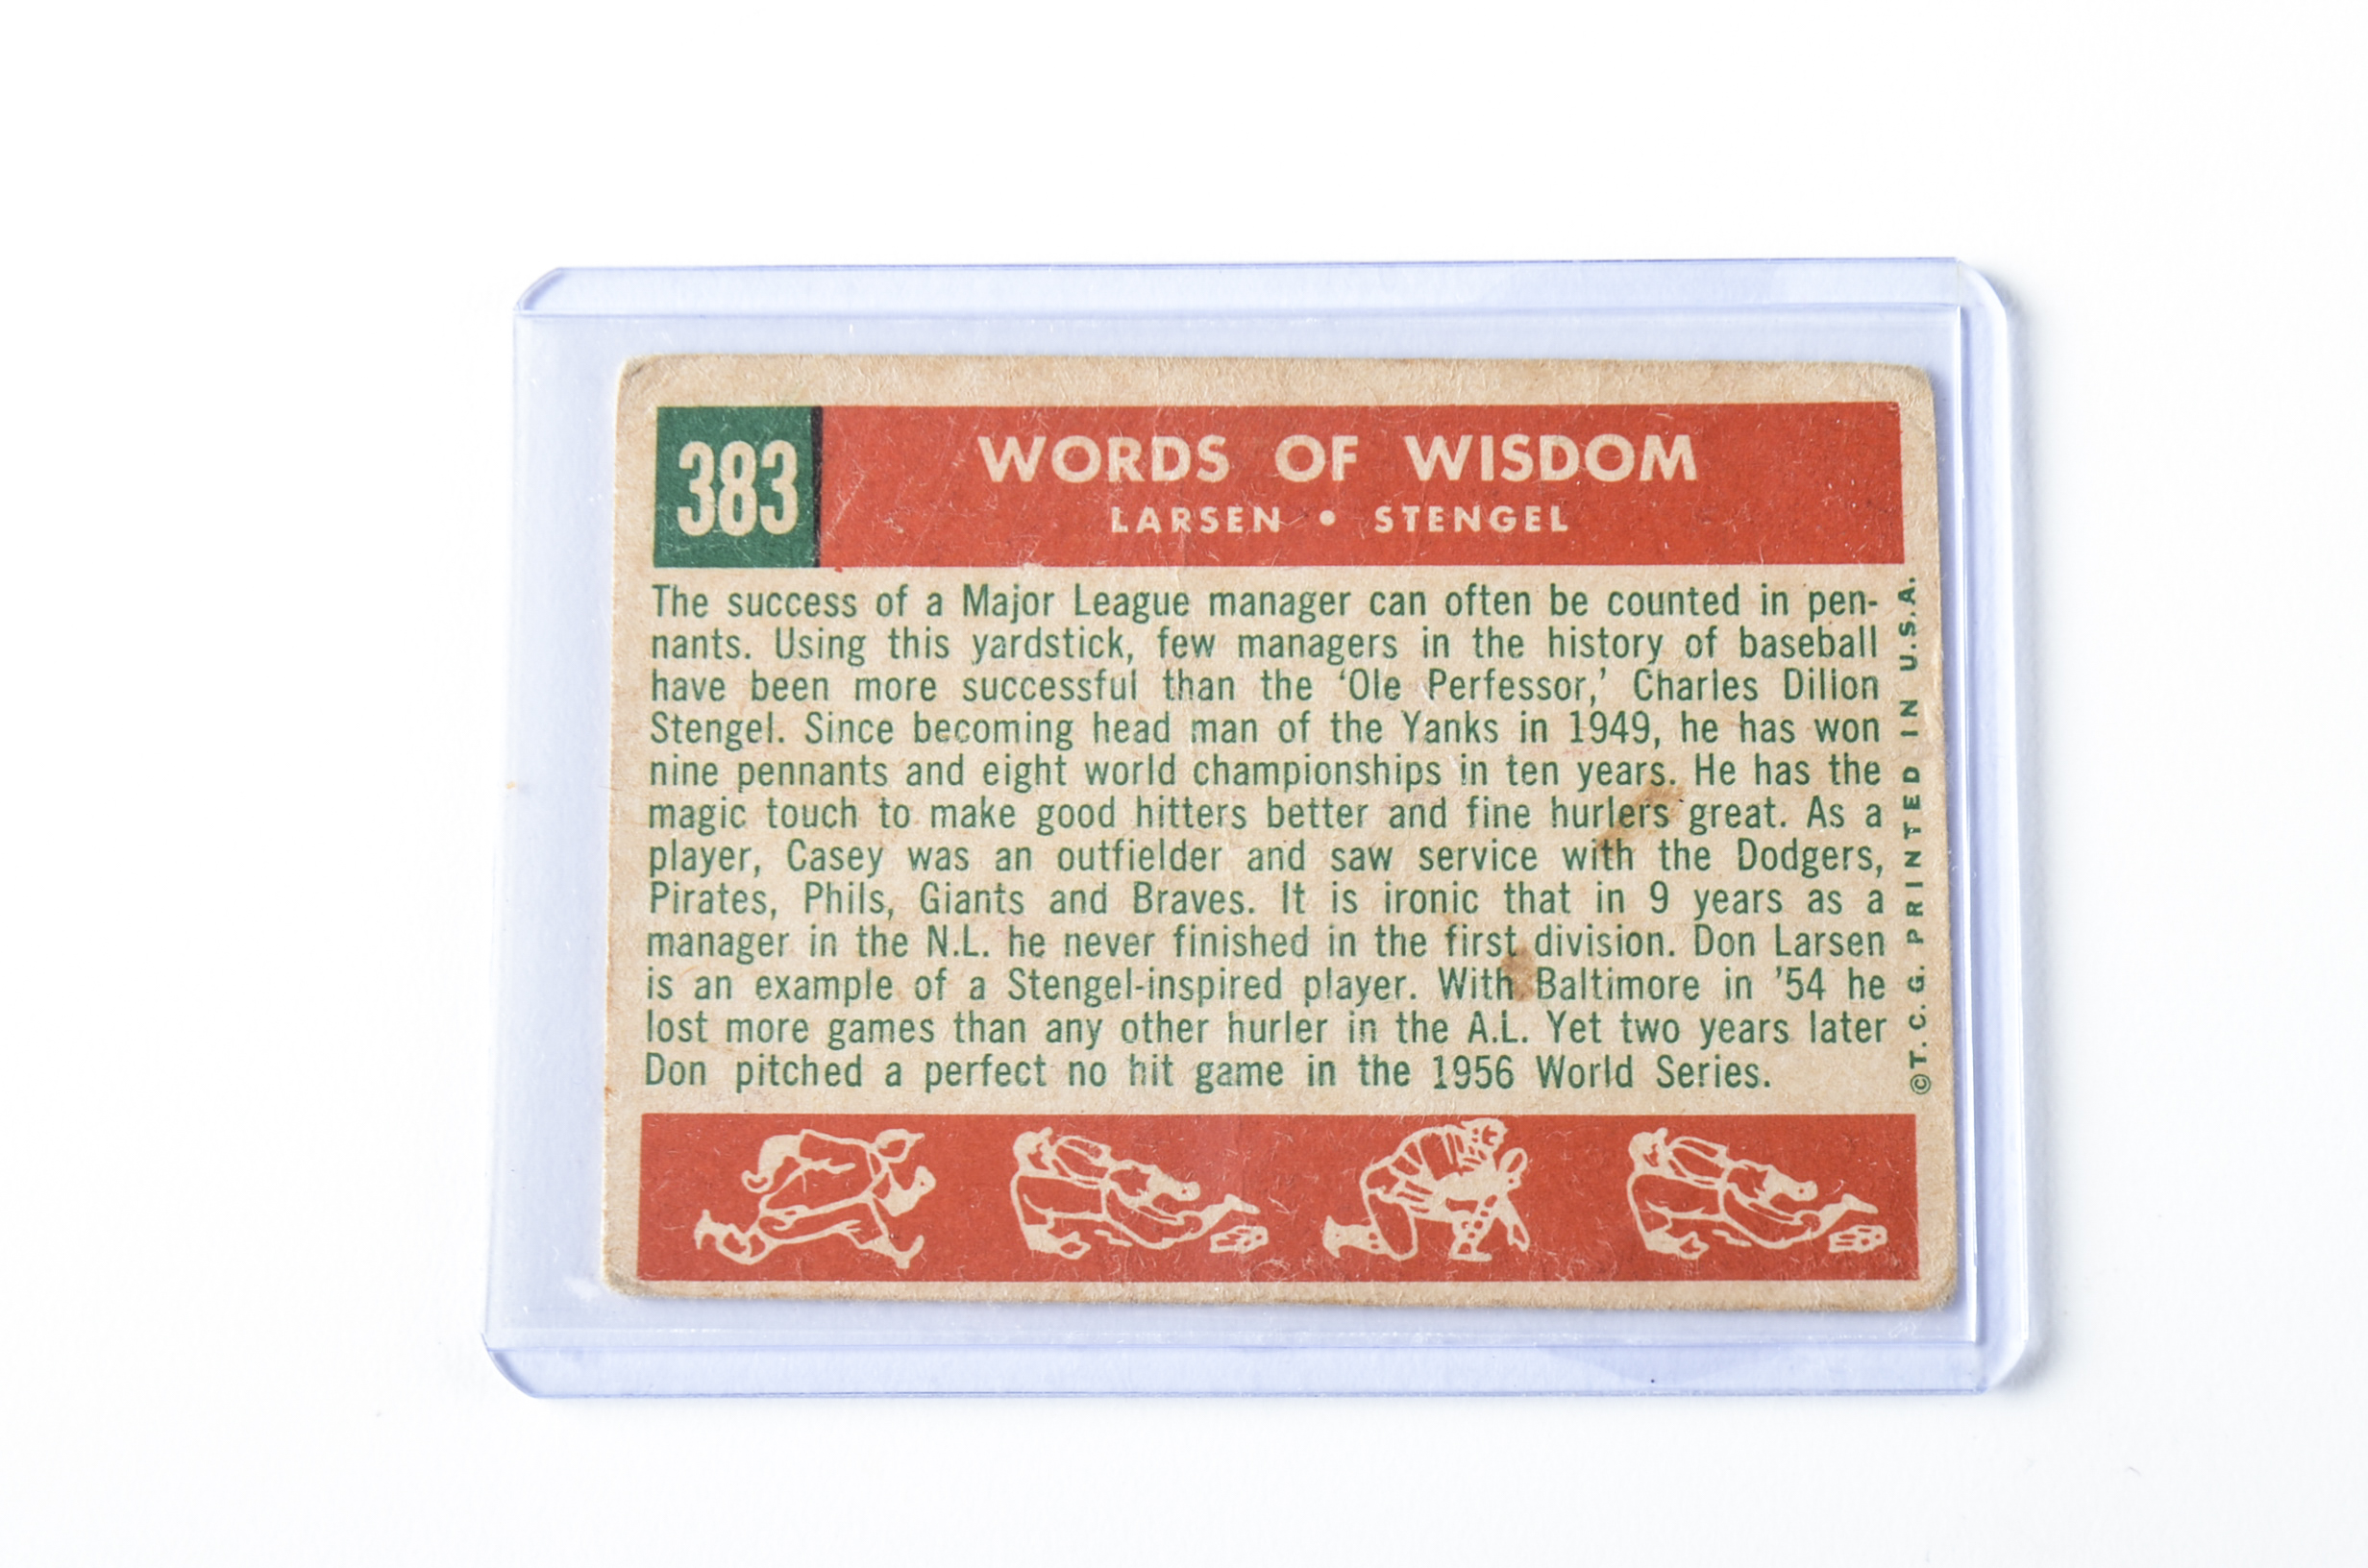 383
WORDS OF WISDOM
LARSEN • STENGEL
The success of a Major League manager can often be counted in pen-
nants. Using this yardstick, few managers in the history of baseball
have been more successful than the ‘Ole Perfessor,’ Charles Dillon
Stengel. Since becoming head man of the Yanks in 1949, he has won
nine pennants and eight world championships in ten years. He has the
magic touch to make good hitters better and fine hurlers great. As a
player, Casey was an outfielder and saw service with the Dodgers,
Pirates, Phils, Giants and Braves. It is ironic that in 9 years as a
manager in the N.L. he never finished in the first division. Don Larsen
is an example of a Stengel-inspired player. With Baltimore in ’54 he
lost more games than any other hurler in the A.L. Yet two years later
Don pitched a perfect no hit game in the 1956 World Series.
©T. C. G. PRINTED IN U.S.A.